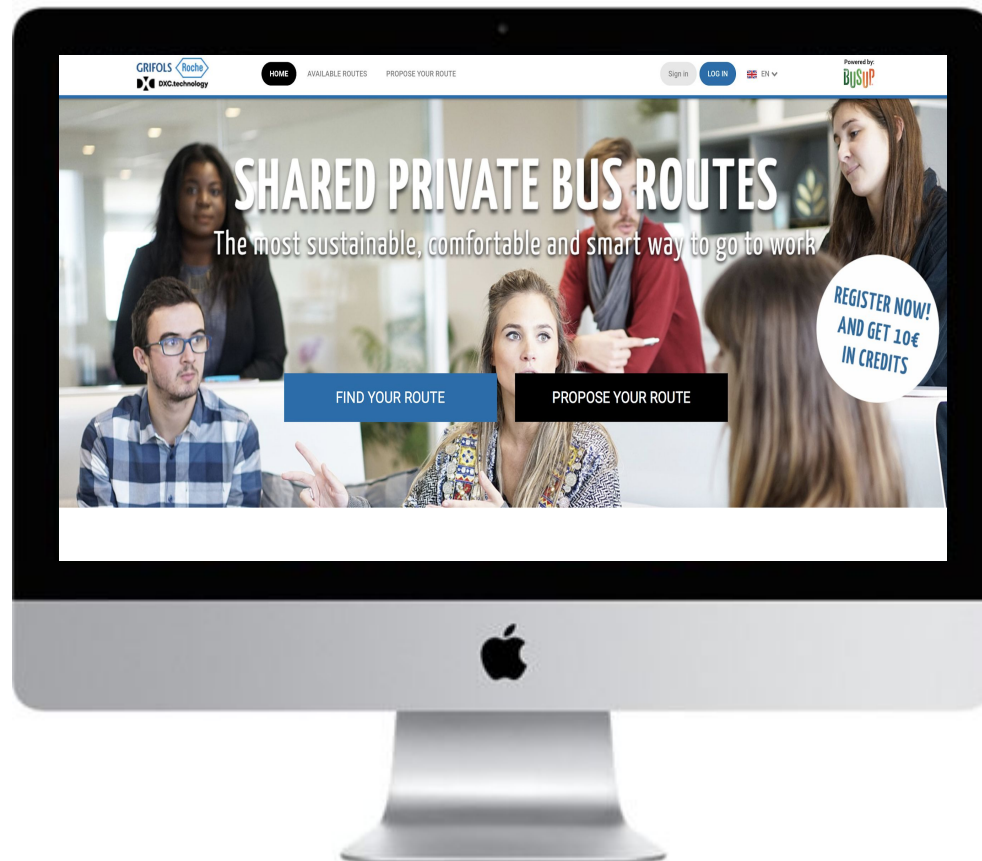 GRIFOLS Roche
DXC.technology
HOME AVAILABLE ROUTES PROPOSE YOUR ROUTE
Sign in LOG IN EN
Powered by:
BUSUP
SHARED PRIVATE BUS ROUTES
The most sustainable, comfortable and smart way to go to work
REGISTER NOW!
AND GET 10€
IN CREDITS
FIND YOUR ROUTE PROPOSE YOUR ROUTE